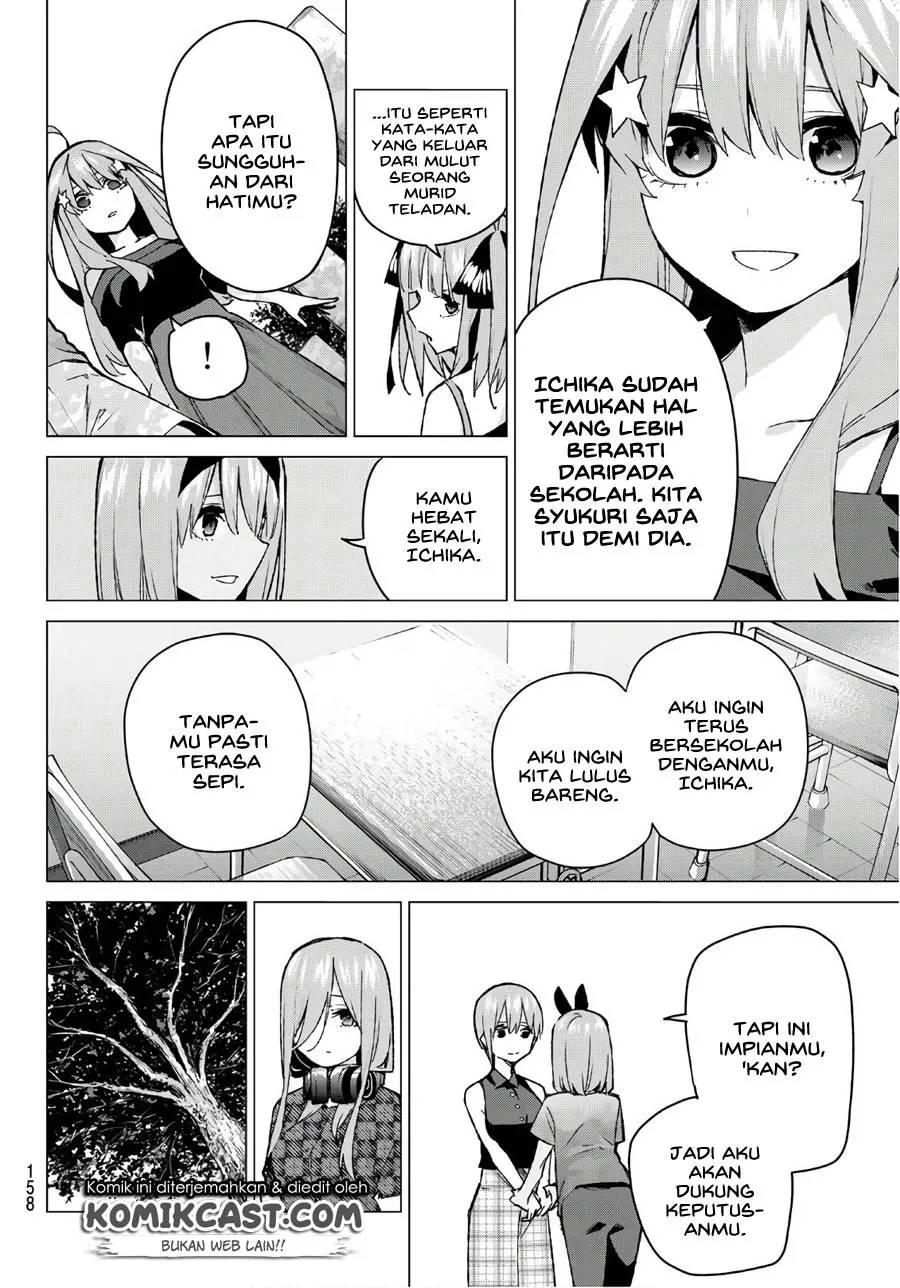 ICHIKA SUDAH
TEMUKAN HAL
YANG LEBIH
BERARTI
DARIPADA
SEKOLAH. KITA
SYUKURI SAJA
ITU DEMI DIA.
...ITU SEPERTI
KATA-KATA
YANG KELUAR
DARI MULUT
SEORANG
MURID
TELADAN.
TAPI
APA ITU
SUNGGUH-
AN DARI
HATIMU?
!
KAMU
HEBAT
SEKALI,
ICHIKA.
AKU INGIN
TERUS
BERSEKOLAH
DENGANMU,
ICHIKA.
AKU INGIN
KITA LULUS
BARENG.
TANPA-
MU PASTI
TERASA
SEPI.
TAPI INI
IMPIANMU,
'KAN?
JADI AKU
AKAN
DUKUNG
KEPUTUS-
ANMU.
158
Komik ini diterjemahkan & diedit oleh
KOMIKCAST.COM
BUKAN WEB LAIN!!